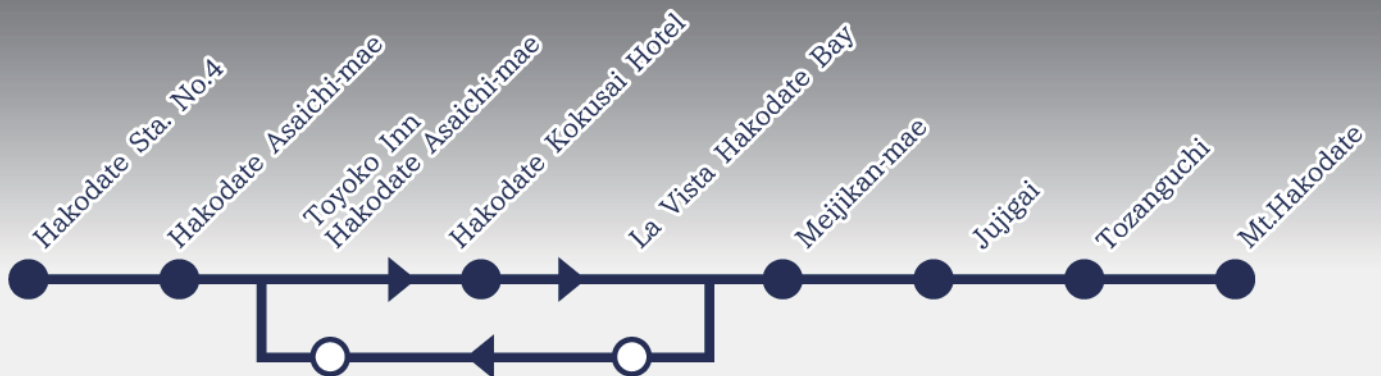 Hakodate Sta. No.4
Hakodate Asaichi-mae
Toyoko Inn
Hakodate Asaichi-mae
Hakodate Kokusai Hotel
La Vista Hakodate Bay
Meijikan-mae
Jujigai
Tozanguchi
Mt.Hakodate